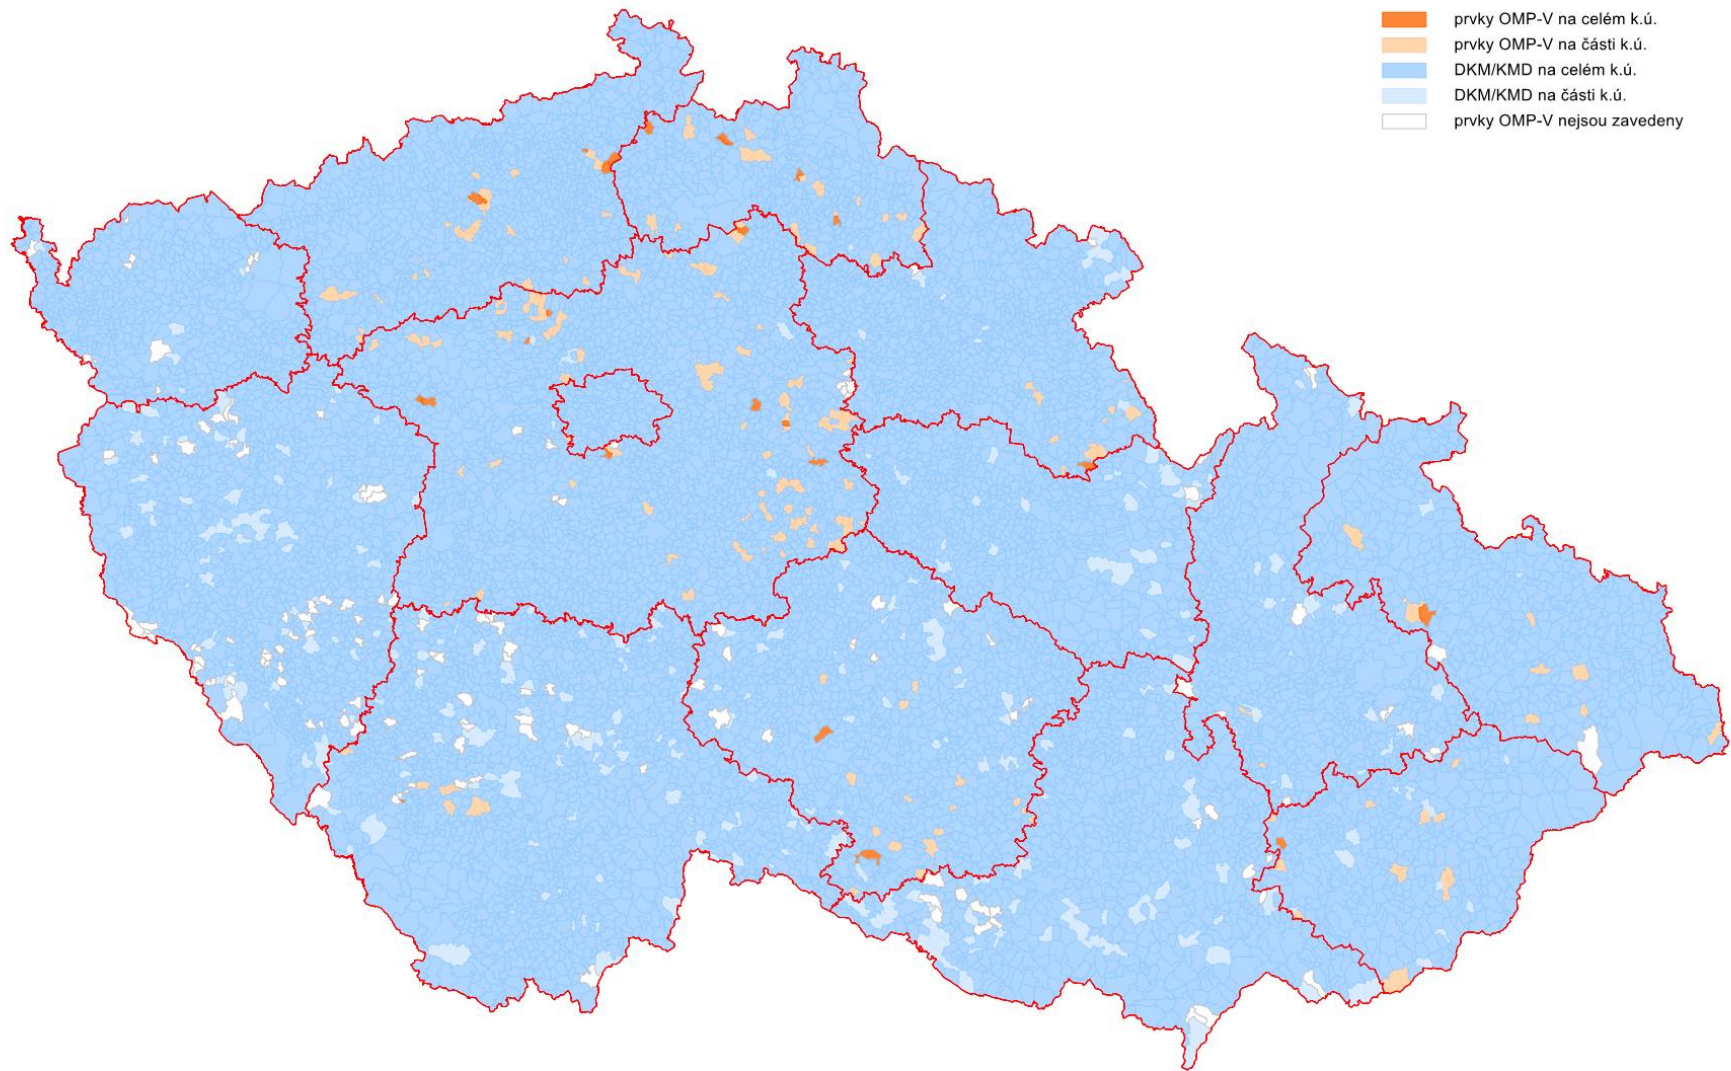 prvky OMP-V na celém k.ú.
prvky OMP-V na části k.ú.
DKM/KMD na celém k.ú.
DKM/KMD na části k.ú.
prvky OMP-V nejsou zavedeny